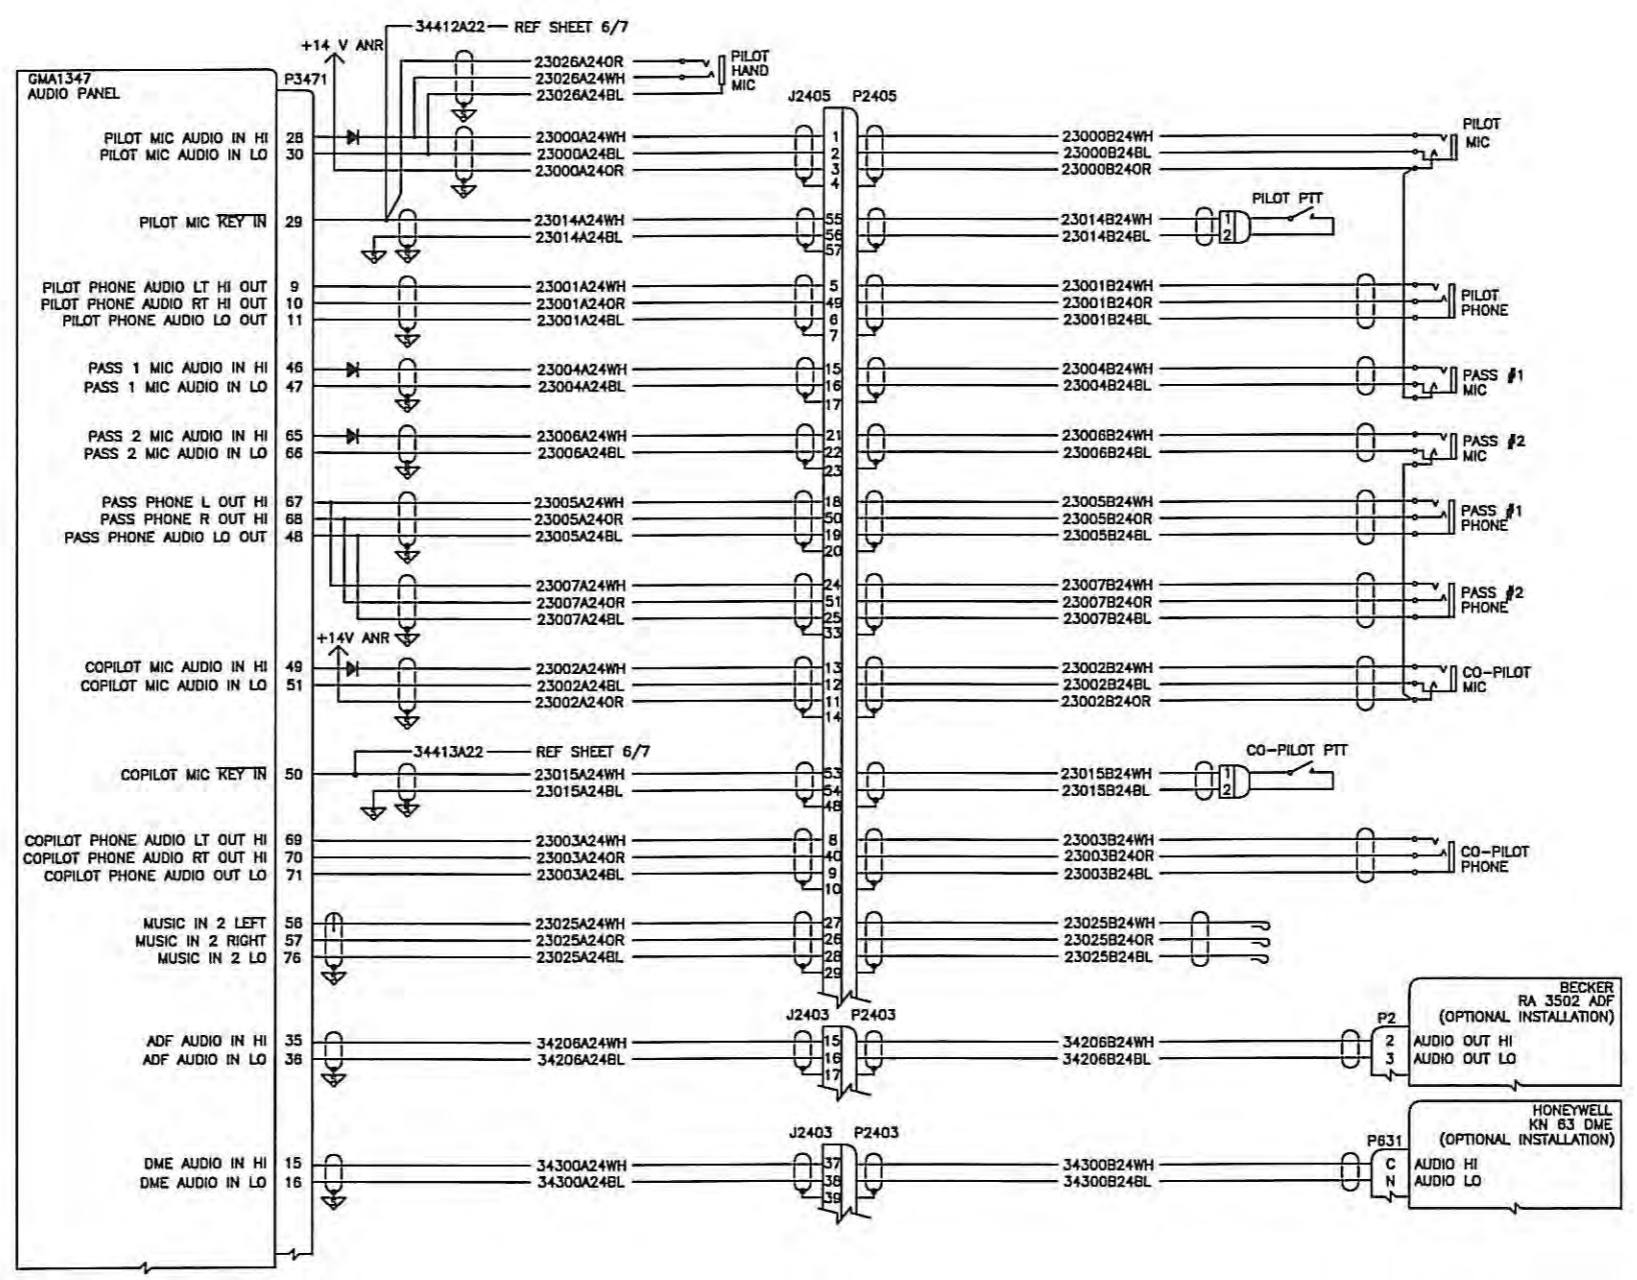 34412A22 REF SHEET 6/7
+14 V ANR
GMA1347
AUDIO PANEL
P3471
23026A24OR
23026A24WH
23026A24BL
PILOT
HAND
MIC
J2405 P2405
PILOT MIC AUDIO IN HI 28 23000A24WH 1 23000B24WH
PILOT MIC AUDIO IN LO 30 23000A24BL 2 23000B24BL
23000A24OR 3 23000B24OR
4
PILOT
MIC
PILOT MIC KEY IN 29 23014A24WH 55 23014B24WH 1
23014A24BL 56 23014B24BL 2
57
PILOT PTT
PILOT PHONE AUDIO LT HI OUT 9 23001A24WH 5 23001B24WH
PILOT PHONE AUDIO RT HI OUT 10 23001A24OR 49 23001B24OR
PILOT PHONE AUDIO LO OUT 11 23001A24BL 6 23001B24BL
7
PILOT
PHONE
PASS 1 MIC AUDIO IN HI 46 23004A24WH 15 23004B24WH
PASS 1 MIC AUDIO IN LO 47 23004A24BL 16 23004B24BL
17
PASS #1
MIC
PASS 2 MIC AUDIO IN HI 65 23006A24WH 21 23006B24WH
PASS 2 MIC AUDIO IN LO 66 23006A24BL 22 23006B24BL
23
PASS #2
MIC
PASS PHONE L OUT HI 67 23005A24WH 18 23005B24WH
PASS PHONE R OUT HI 68 23005A24OR 50 23005B24OR
PASS PHONE AUDIO LO OUT 48 23005A24BL 19 23005B24BL
20
PASS #1
PHONE
23007A24WH 24 23007B24WH
23007A24OR 51 23007B24OR
23007A24BL 25 23007B24BL
33
PASS #2
PHONE
+14V ANR
COPILOT MIC AUDIO IN HI 49 23002A24WH 13 23002B24WH
COPILOT MIC AUDIO IN LO 51 23002A24BL 12 23002B24BL
23002A24OR 11 23002B24OR
14
CO-PILOT
MIC
34413A22 REF SHEET 6/7
COPILOT MIC KEY IN 50 23015A24WH 53 23015B24WH 1
23015A24BL 54 23015B24BL 2
48
CO-PILOT PTT
COPILOT PHONE AUDIO LT OUT HI 69 23003A24WH 8 23003B24WH
COPILOT PHONE AUDIO RT OUT HI 70 23003A24OR 40 23003B24OR
COPILOT PHONE AUDIO OUT LO 71 23003A24BL 9 23003B24BL
10
CO-PILOT
PHONE
MUSIC IN 2 LEFT 56 23025A24WH 27 23025B24WH
MUSIC IN 2 RIGHT 57 23025A24OR 26 23025B24OR
MUSIC IN 2 LO 76 23025A24BL 28 23025B24BL
29
BECKER
RA 3502 ADF
(OPTIONAL INSTALLATION)
J2403 P2403 P2
ADF AUDIO IN HI 35 34206A24WH 15 34206B24WH 2 AUDIO OUT HI
ADF AUDIO IN LO 36 34206A24BL 16 34206B24BL 3 AUDIO OUT LO
17
HONEYWELL
KN 63 DME
(OPTIONAL INSTALLATION)
J2403 P2403 P631
DME AUDIO IN HI 15 34300A24WH 37 34300B24WH C AUDIO HI
DME AUDIO IN LO 16 34300A24BL 38 34300B24BL N AUDIO LO
39